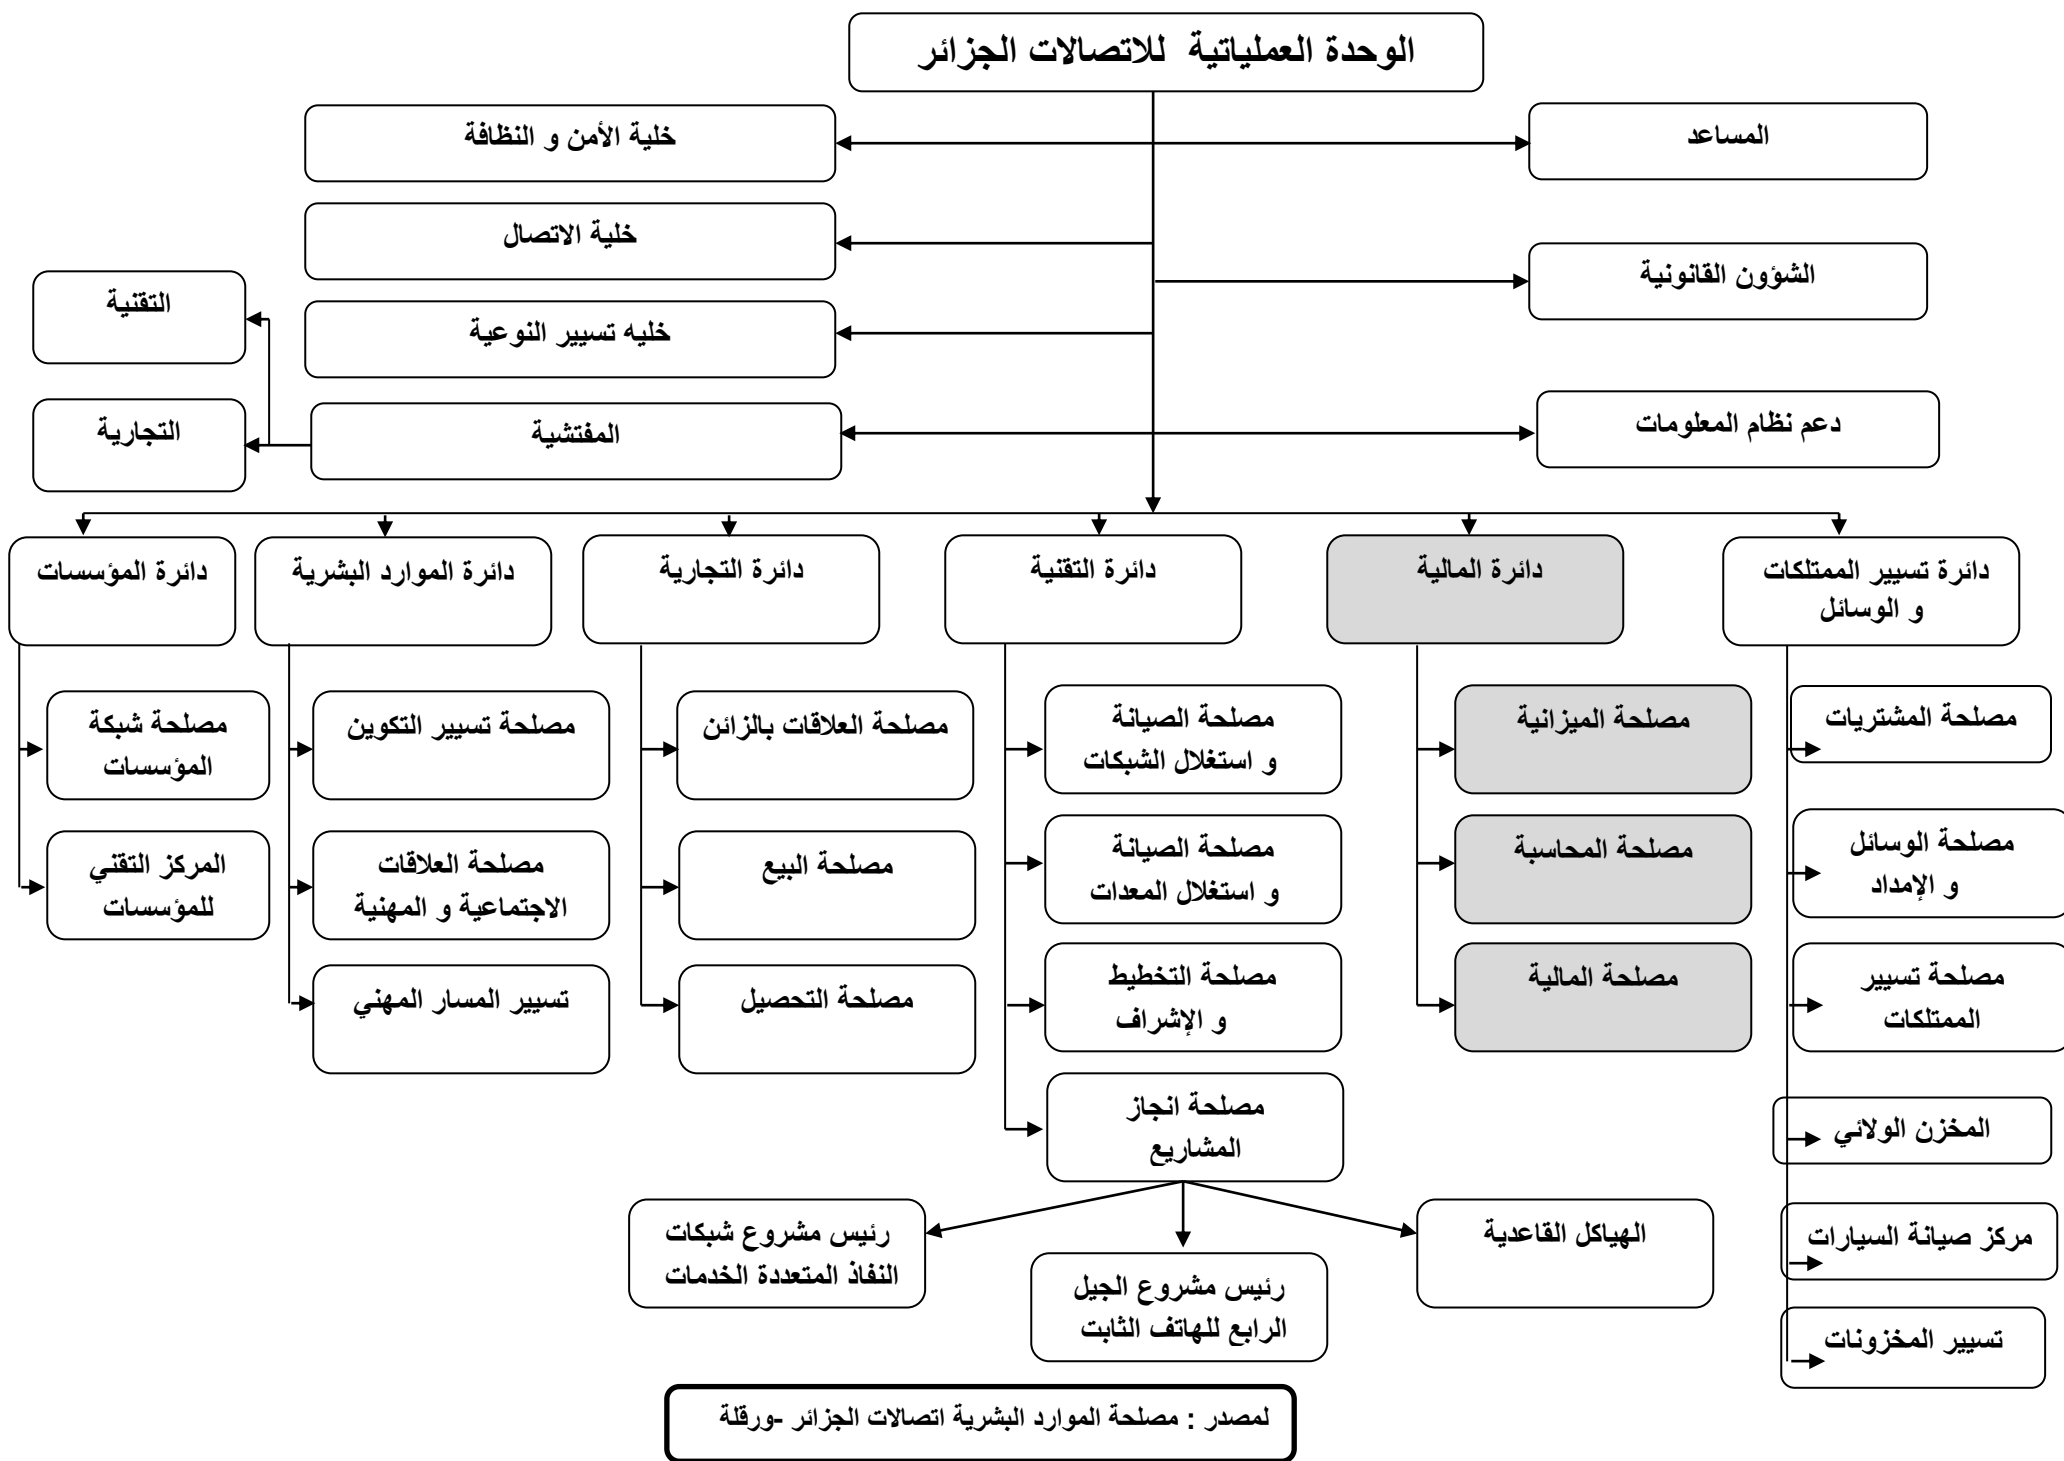 الوحدة العملياتية للاتصالات الجزائر
المساعد
خلية الأمن و النظافة
خلية الاتصال
الشؤون القانونية
التقنية
خليه تسيير النوعية
دعم نظام المعلومات
المفتشية
التجارية
دائرة تسيير الممتلكات
و الوسائل
دائرة المالية
دائرة التقنية
دائرة التجارية
دائرة الموارد البشرية
دائرة المؤسسات
مصلحة المشتريات
مصلحة الوسائل
و الإمداد
مصلحة تسيير
الممتلكات
المخزن الولائي
مركز صيانة السيارات
تسيير المخزونات
مصلحة الميزانية
مصلحة المحاسبة
مصلحة المالية
مصلحة الصيانة
و استغلال الشبكات
مصلحة الصيانة
و استغلال المعدات
مصلحة التخطيط
و الإشراف
مصلحة انجاز
المشاريع
الهياكل القاعدية
رئيس مشروع الجيل
الرابع للهاتف الثابت
رئيس مشروع شبكات
النفاذ المتعددة الخدمات
مصلحة العلاقات بالزائن
مصلحة البيع
مصلحة التحصيل
مصلحة تسيير التكوين
مصلحة العلاقات
الاجتماعية و المهنية
تسيير المسار المهني
مصلحة شبكة
المؤسسات
المركز التقني
للمؤسسات
لمصدر : مصلحة الموارد البشرية اتصالات الجزائر -ورقلة